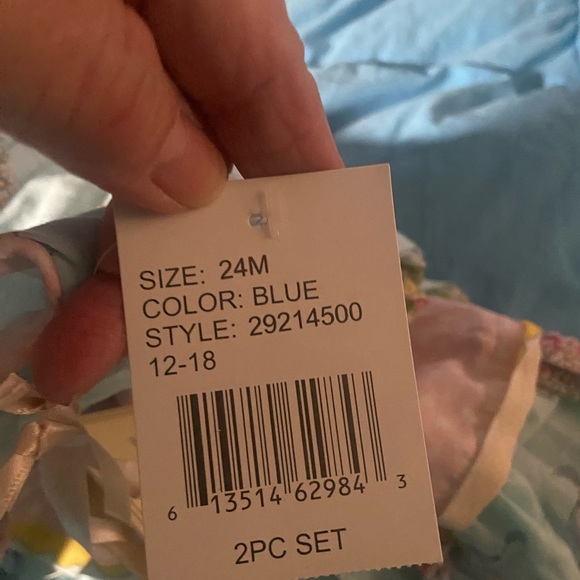 SIZE: 24M
COLOR: BLUE
STYLE: 29214500
12-18
6 13514 62984 3
2PC SET